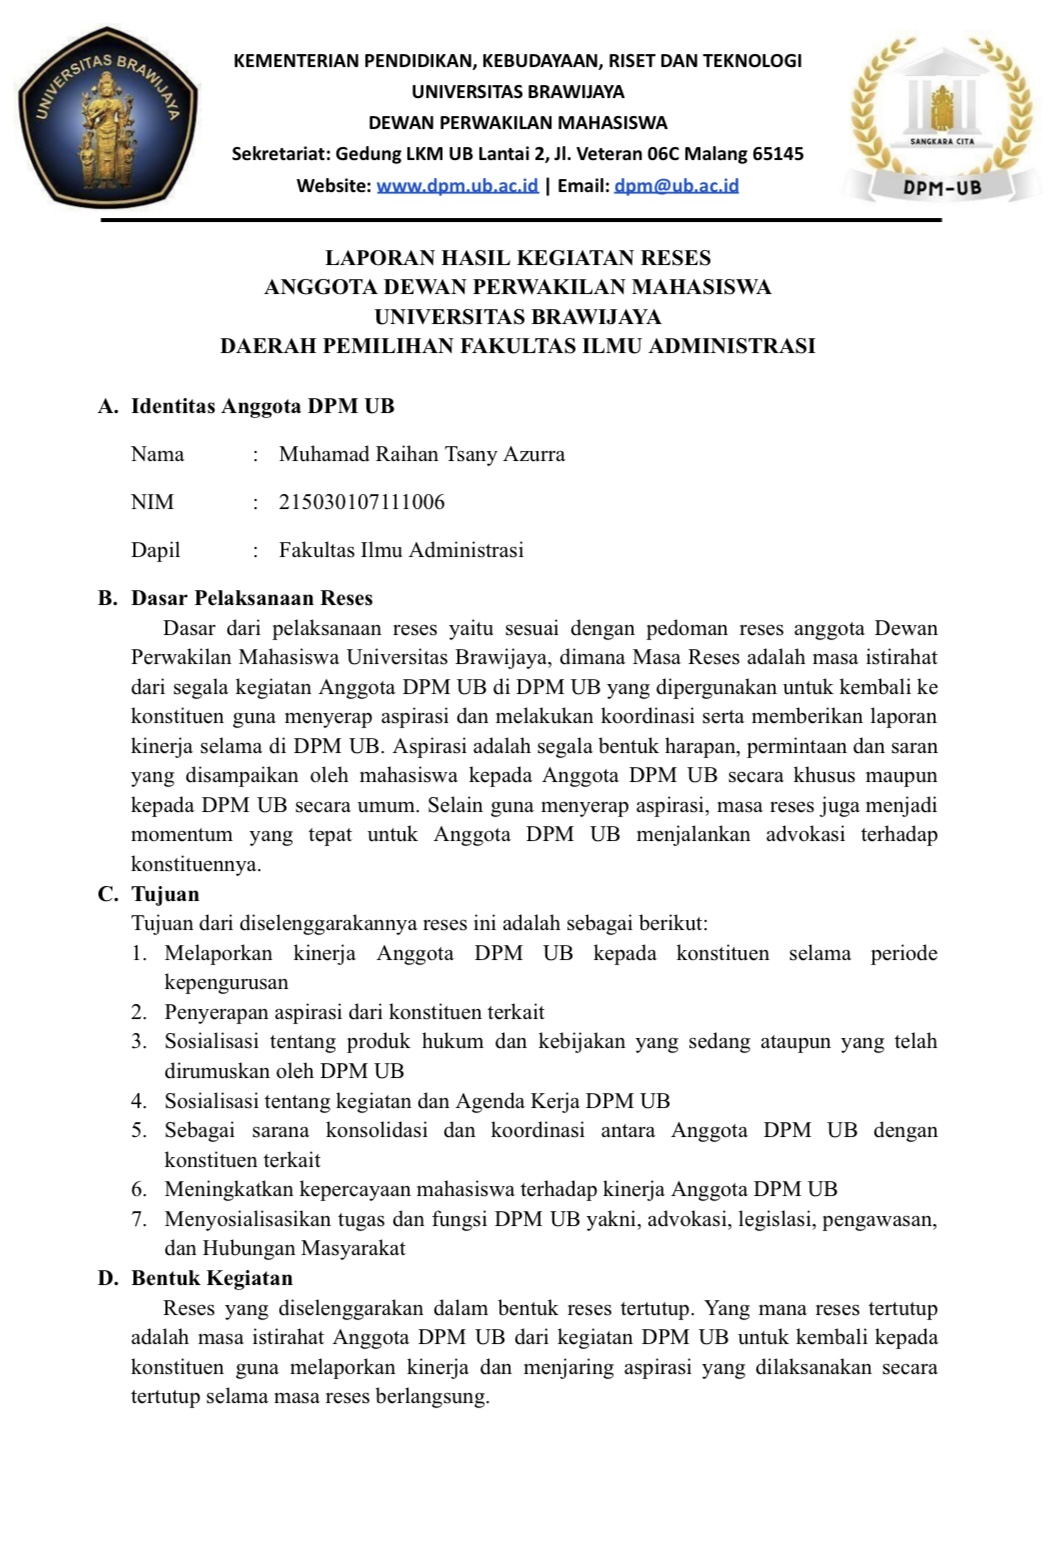 UNIVERSITAS BRAWIJAYA
KEMENTERIAN PENDIDIKAN, KEBUDAYAAN, RISET DAN TEKNOLOGI
UNIVERSITAS BRAWIJAYA
DEWAN PERWAKILAN MAHASISWA
Sekretariat: Gedung LKM UB Lantai 2, Jl. Veteran 06C Malang 65145
Website: www.dpm.ub.ac.id | Email: dpm@ub.ac.id
SANGKARA CITA
DPM-UB
LAPORAN HASIL KEGIATAN RESES
ANGGOTA DEWAN PERWAKILAN MAHASISWA
UNIVERSITAS BRAWIJAYA
DAERAH PEMILIHAN FAKULTAS ILMU ADMINISTRASI
A. Identitas Anggota DPM UB
Nama : Muhamad Raihan Tsany Azurra
NIM : 215030107111006
Dapil : Fakultas Ilmu Administrasi
B. Dasar Pelaksanaan Reses
Dasar dari pelaksanaan reses yaitu sesuai dengan pedoman reses anggota Dewan
Perwakilan Mahasiswa Universitas Brawijaya, dimana Masa Reses adalah masa istirahat
dari segala kegiatan Anggota DPM UB di DPM UB yang dipergunakan untuk kembali ke
konstituen guna menyerap aspirasi dan melakukan koordinasi serta memberikan laporan
kinerja selama di DPM UB. Aspirasi adalah segala bentuk harapan, permintaan dan saran
yang disampaikan oleh mahasiswa kepada Anggota DPM UB secara khusus maupun
kepada DPM UB secara umum. Selain guna menyerap aspirasi, masa reses juga menjadi
momentum yang tepat untuk Anggota DPM UB menjalankan advokasi terhadap
konstituennya.
C. Tujuan
Tujuan dari diselenggarakannya reses ini adalah sebagai berikut:
1. Melaporkan kinerja Anggota DPM UB kepada konstituen selama periode
kepengurusan
2. Penyerapan aspirasi dari konstituen terkait
3. Sosialisasi tentang produk hukum dan kebijakan yang sedang ataupun yang telah
dirumuskan oleh DPM UB
4. Sosialisasi tentang kegiatan dan Agenda Kerja DPM UB
5. Sebagai sarana konsolidasi dan koordinasi antara Anggota DPM UB dengan
konstituen terkait
6. Meningkatkan kepercayaan mahasiswa terhadap kinerja Anggota DPM UB
7. Menyosialisasikan tugas dan fungsi DPM UB yakni, advokasi, legislasi, pengawasan,
dan Hubungan Masyarakat
D. Bentuk Kegiatan
Reses yang diselenggarakan dalam bentuk reses tertutup. Yang mana reses tertutup
adalah masa istirahat Anggota DPM UB dari kegiatan DPM UB untuk kembali kepada
konstituen guna melaporkan kinerja dan menjaring aspirasi yang dilaksanakan secara
tertutup selama masa reses berlangsung.